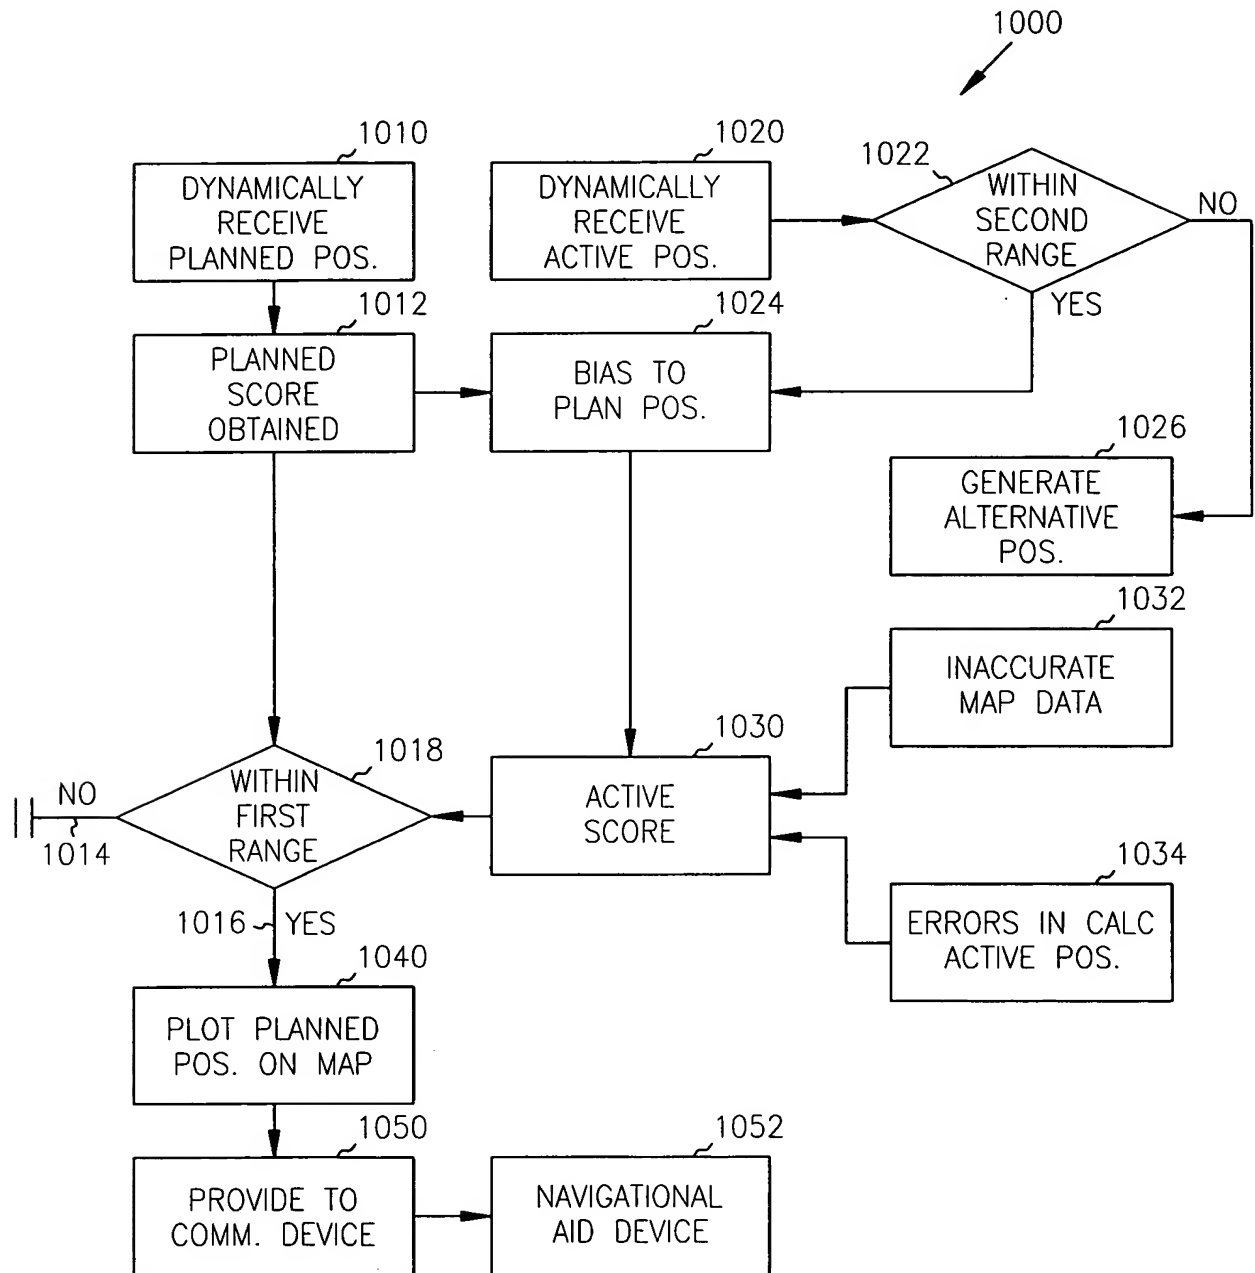 1000
1010
DYNAMICALLY
RECEIVE
PLANNED POS.
1020
DYNAMICALLY
RECEIVE
ACTIVE POS.
1022
WITHIN
SECOND
RANGE
NO
YES
1012
PLANNED
SCORE
OBTAINED
1024
BIAS TO
PLAN POS.
1026
GENERATE
ALTERNATIVE
POS.
1032
INACCURATE
MAP DATA
1018
WITHIN
FIRST
RANGE
NO
1014
1030
ACTIVE
SCORE
1034
ERRORS IN CALC
ACTIVE POS.
1016
YES
1040
PLOT PLANNED
POS. ON MAP
1050
PROVIDE TO
COMM. DEVICE
1052
NAVIGATIONAL
AID DEVICE